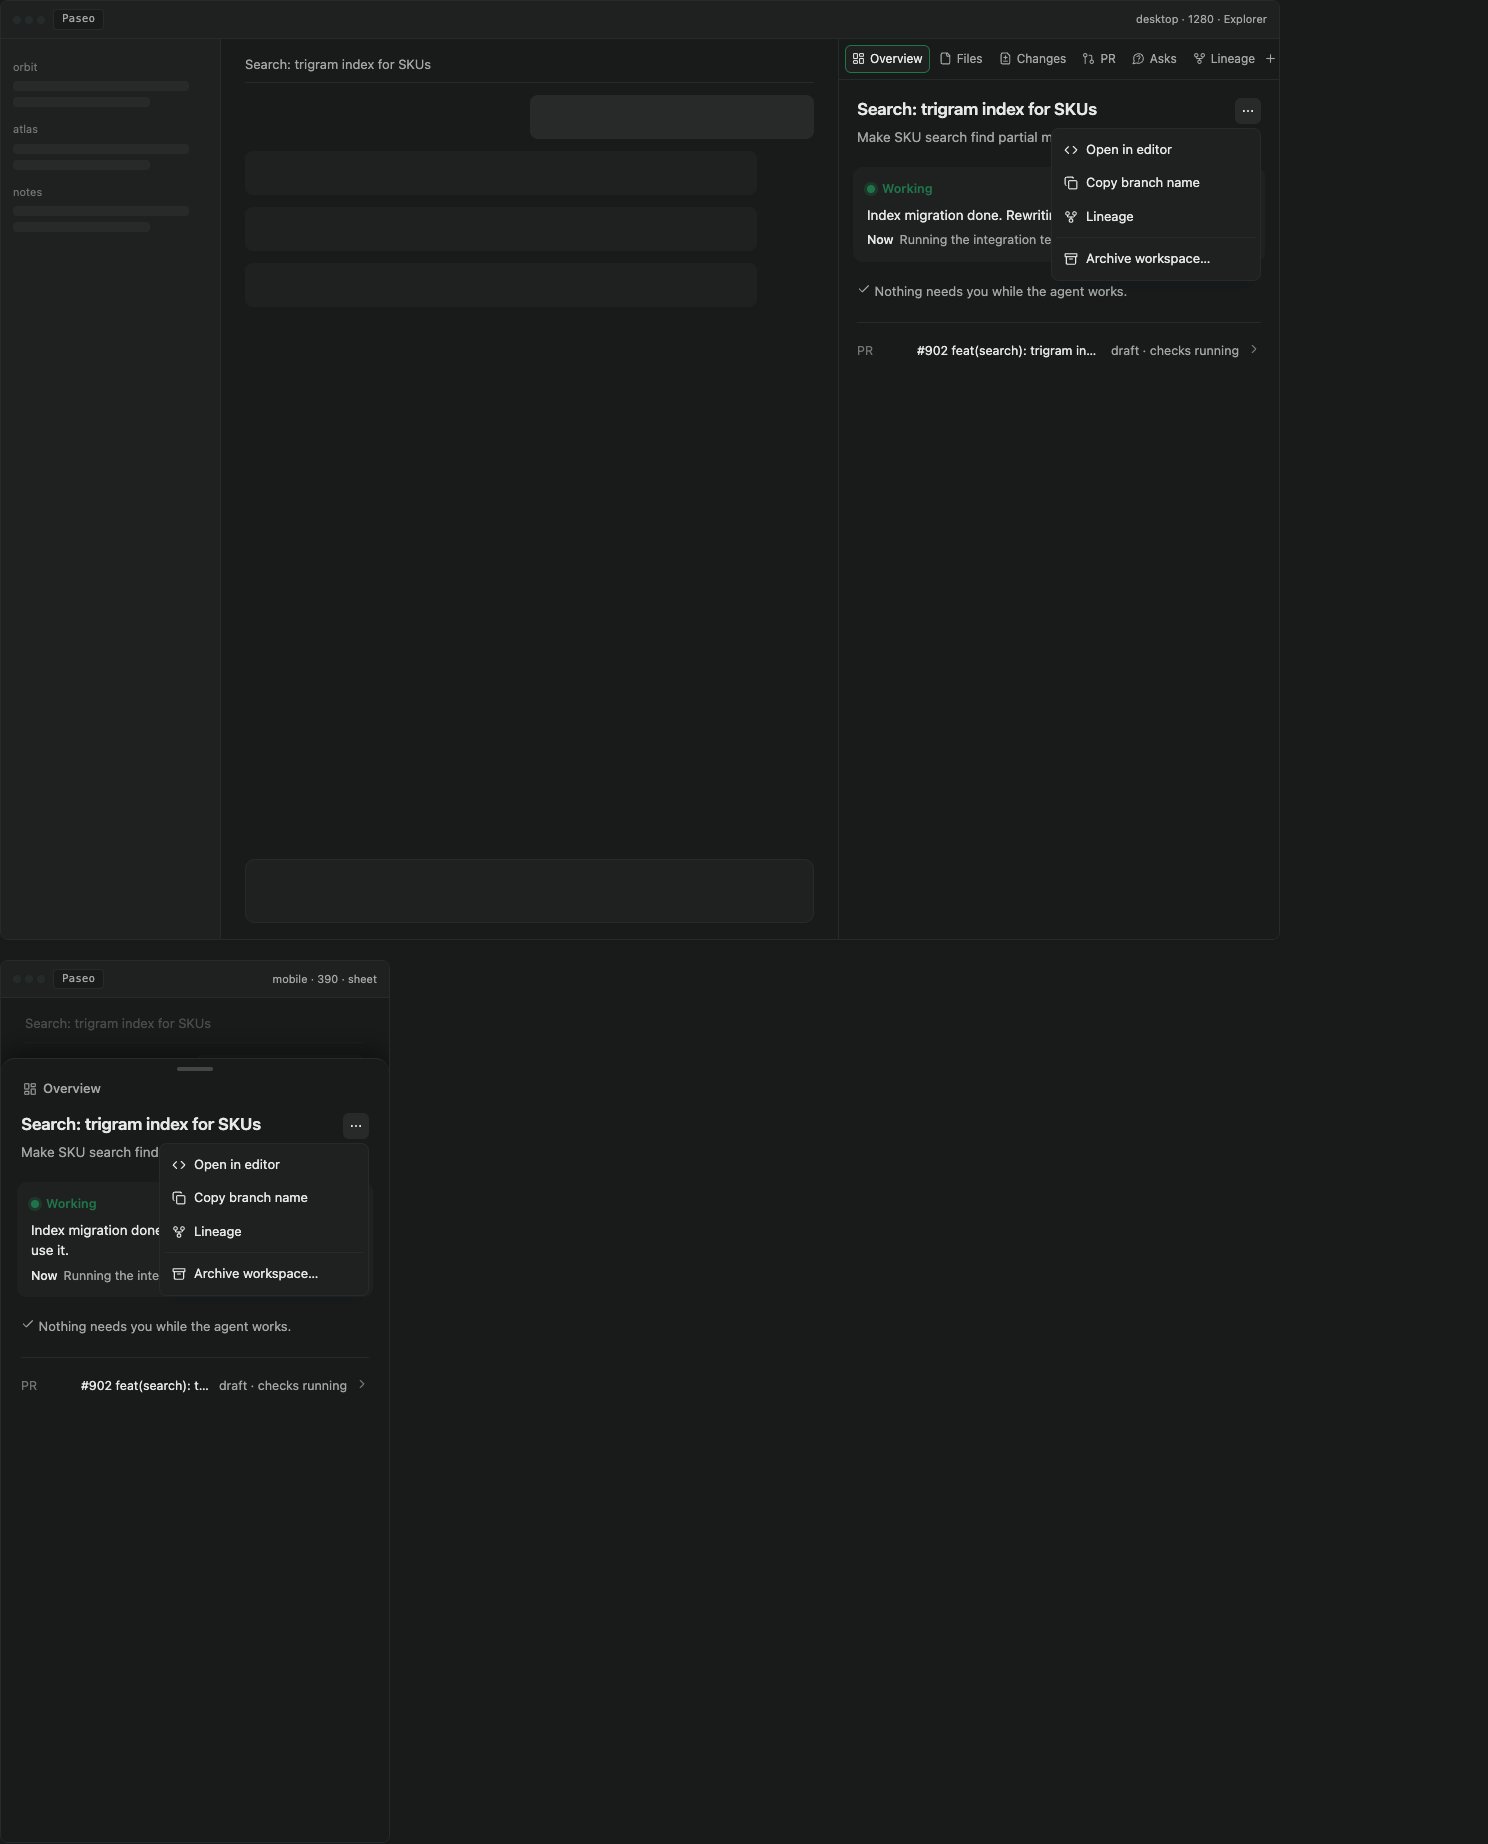 Paseo
desktop · 1280 · Explorer
orbit
atlas
notes
Search: trigram index for SKUs
Overview
Files
Changes
PR
Asks
Lineage
+
Search: trigram index for SKUs
...
Make SKU search find partial m
Open in editor
Copy branch name
Lineage
Archive workspace...
Working
Index migration done. Rewriti
Now Running the integration te
Nothing needs you while the agent works.
PR #902 feat(search): trigram in... draft · checks running
Paseo
mobile · 390 · sheet
Search: trigram index for SKUs
Overview
Search: trigram index for SKUs
...
Make SKU search find
Open in editor
Copy branch name
Lineage
Archive workspace...
Working
Index migration done
use it.
Now Running the inte
Nothing needs you while the agent works.
PR #902 feat(search): t... draft · checks running